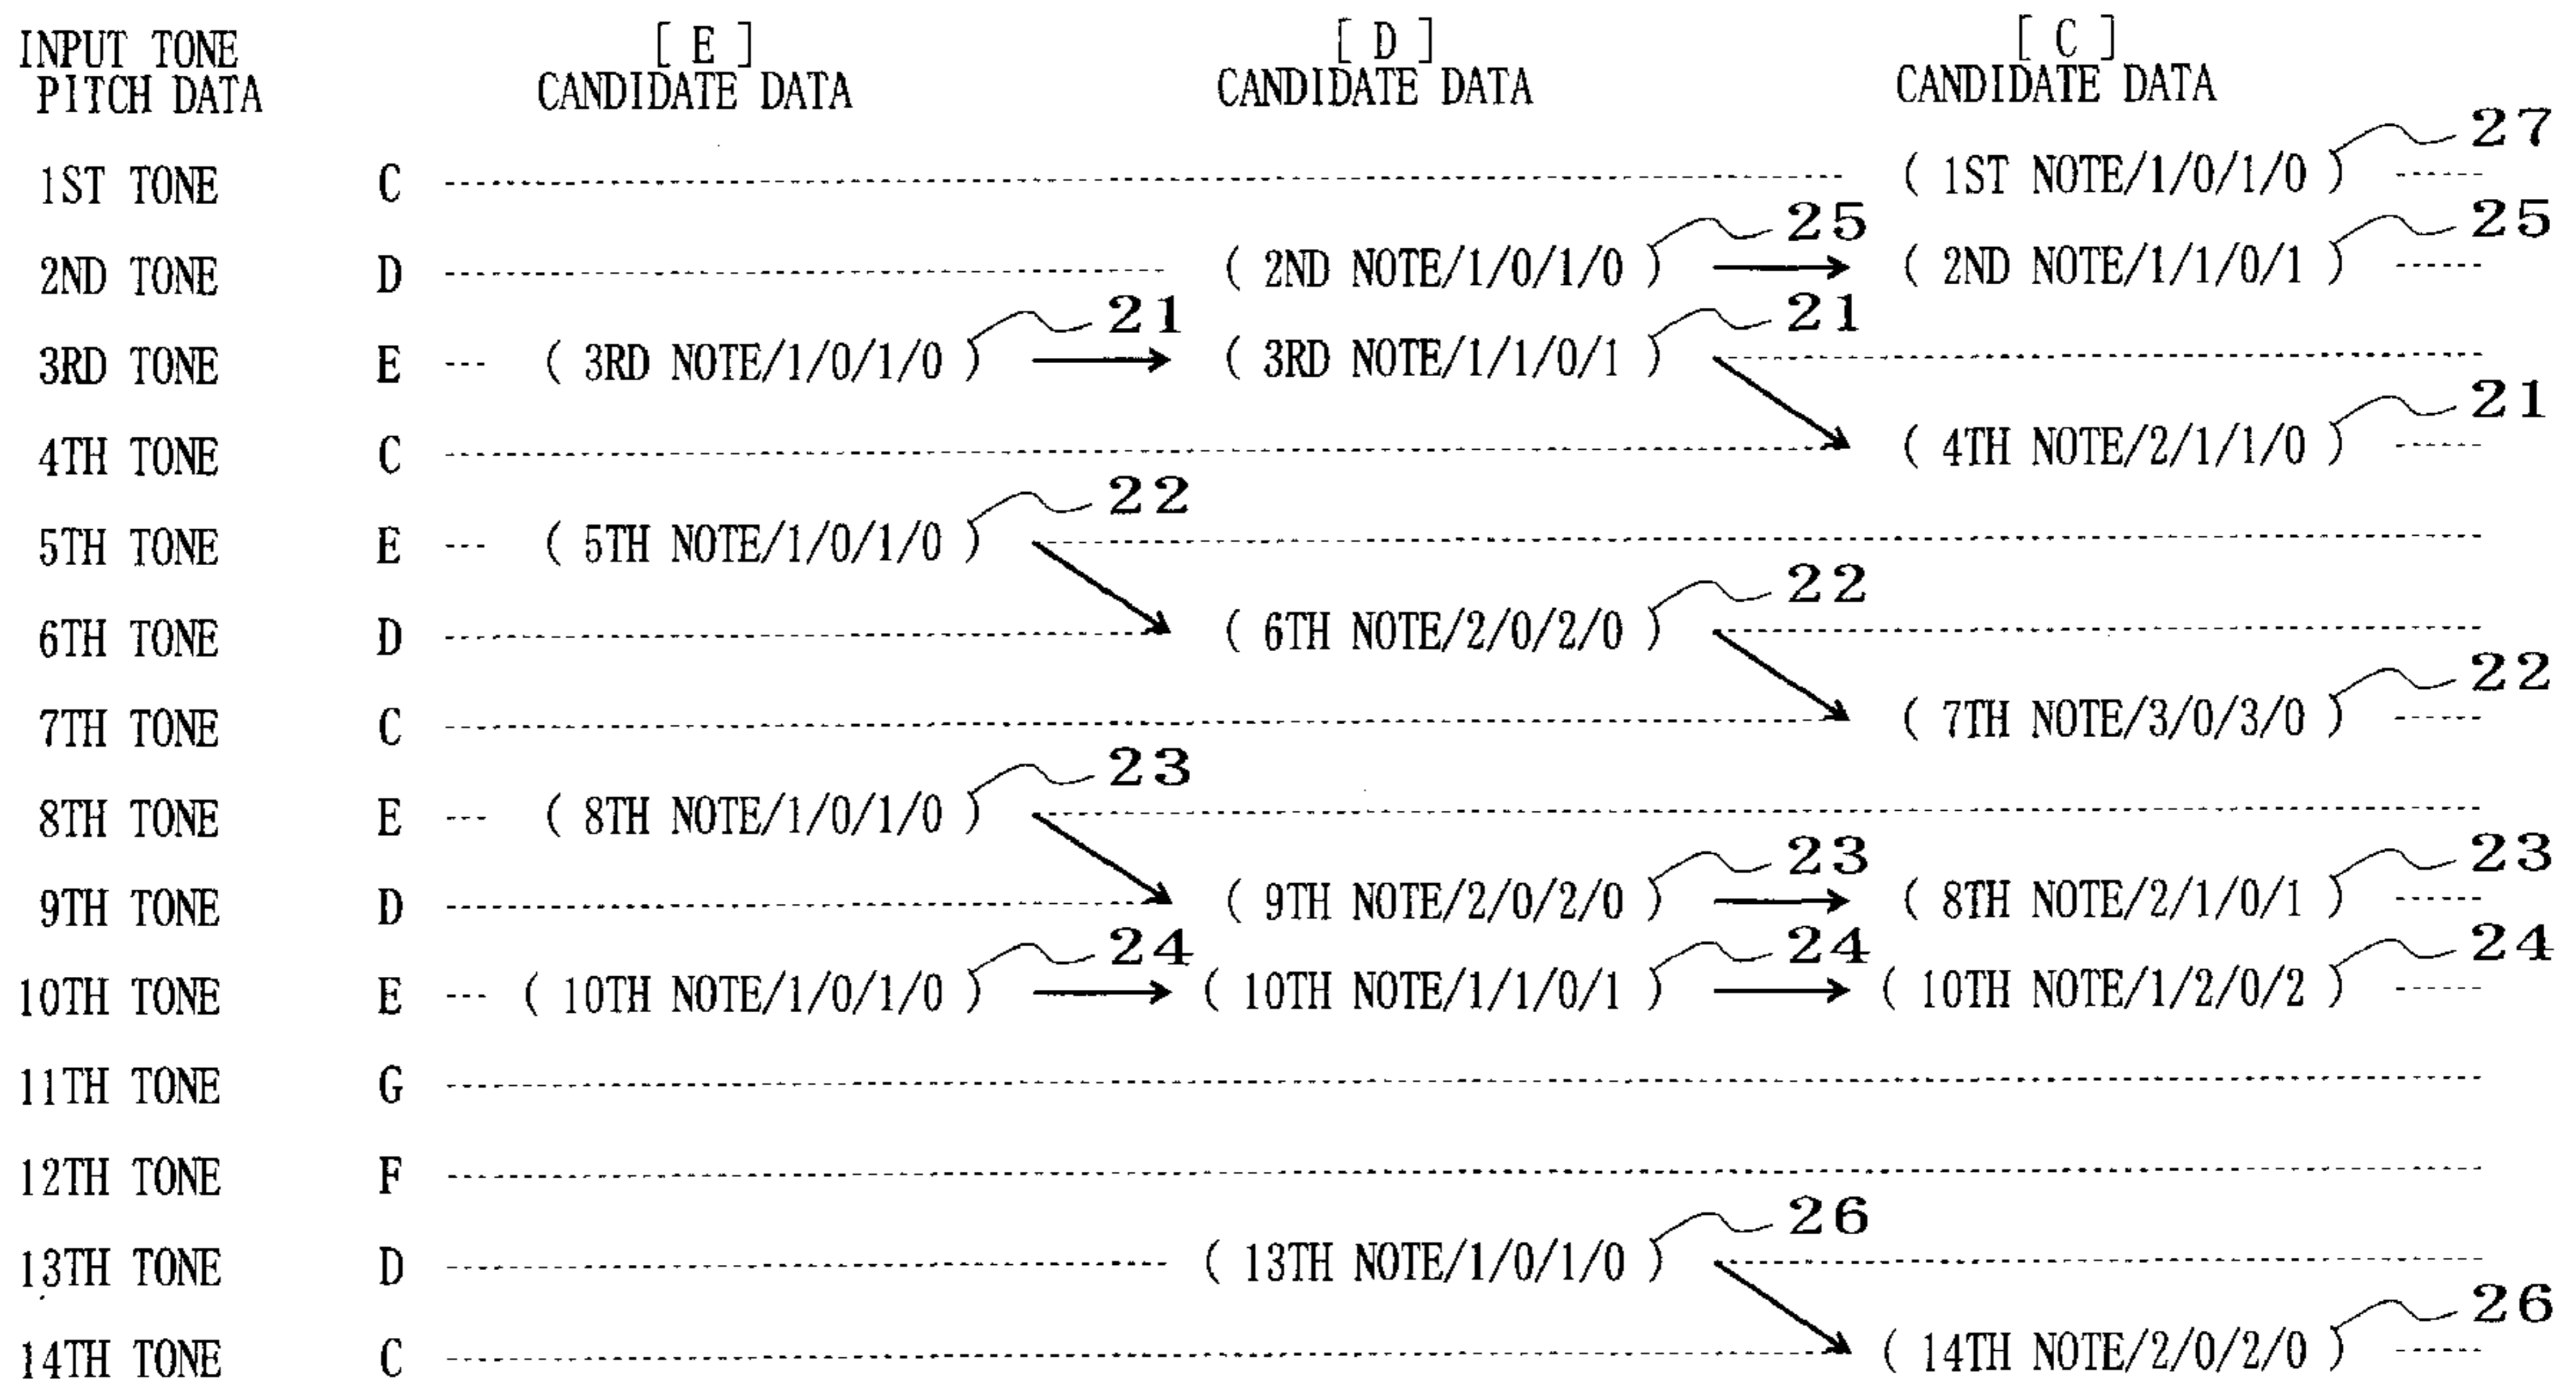 INPUT TONE PITCH DATA [ E ] CANDIDATE DATA [ D ] CANDIDATE DATA [ C ] CANDIDATE DATA
27
1ST TONE C ( 1ST NOTE/1/0/1/0 )
25 25
2ND TONE D ( 2ND NOTE/1/0/1/0 ) ( 2ND NOTE/1/1/0/1 )
21 21
3RD TONE E ( 3RD NOTE/1/0/1/0 ) ( 3RD NOTE/1/1/0/1 )
21
4TH TONE C ( 4TH NOTE/2/1/1/0 )
22
5TH TONE E ( 5TH NOTE/1/0/1/0 )
22
6TH TONE D ( 6TH NOTE/2/0/2/0 )
22
7TH TONE C ( 7TH NOTE/3/0/3/0 )
23
8TH TONE E ( 8TH NOTE/1/0/1/0 )
23 23
9TH TONE D ( 9TH NOTE/2/0/2/0 ) ( 8TH NOTE/2/1/0/1 )
24 24 24
10TH TONE E ( 10TH NOTE/1/0/1/0 ) ( 10TH NOTE/1/1/0/1 ) ( 10TH NOTE/1/2/0/2 )
11TH TONE G
12TH TONE F
26
13TH TONE D ( 13TH NOTE/1/0/1/0 )
26
14TH TONE C ( 14TH NOTE/2/0/2/0 )